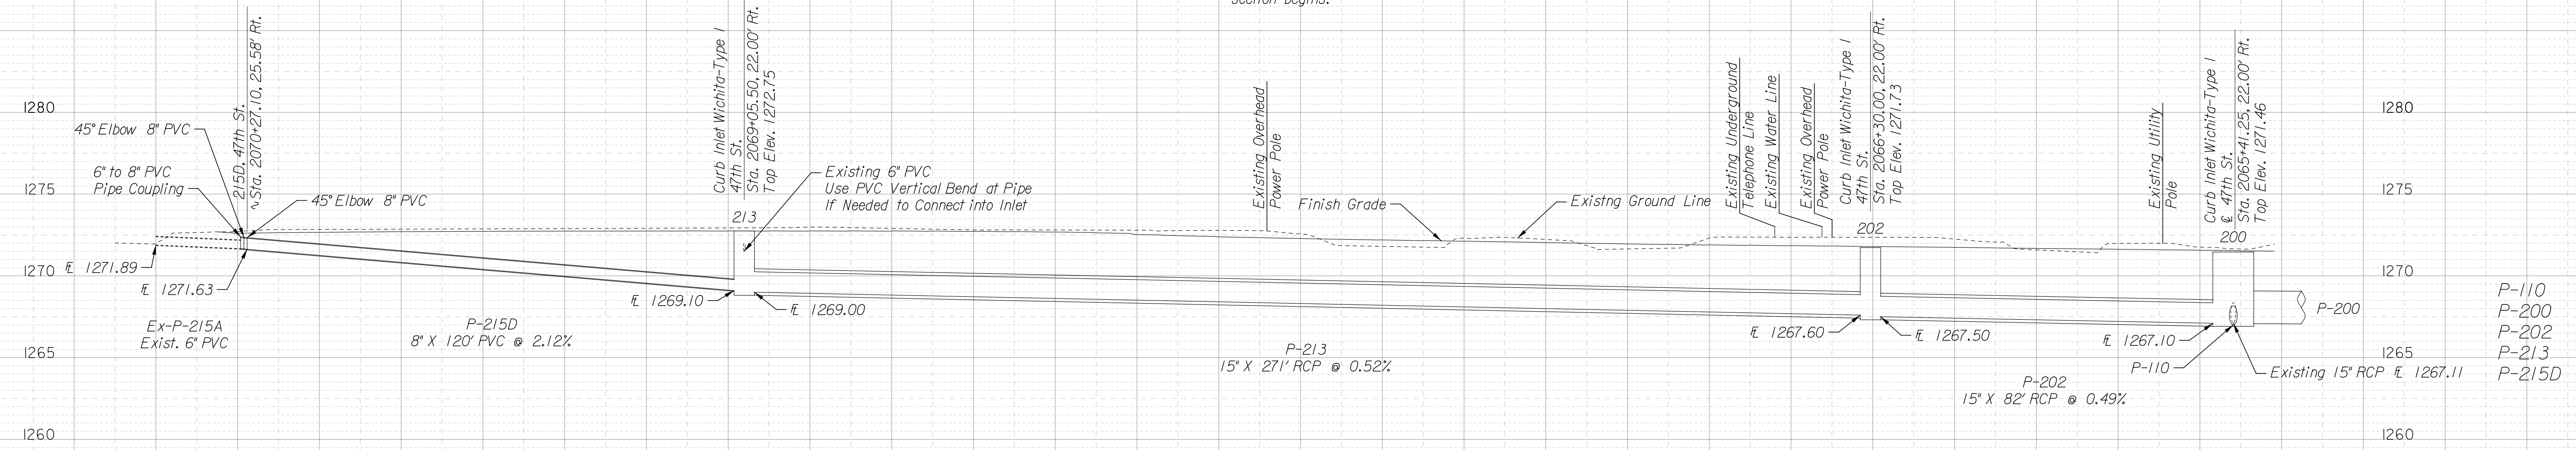 section begins.
1280
1275
1270
1265
1260
45° Elbow 8" PVC
6" to 8" PVC
Pipe Coupling
215D, 47th St.
Sta. 2070+27.10, 25.58' Rt.
45° Elbow 8" PVC
FL 1271.89
FL 1271.63
Ex-P-215A
Exist. 6" PVC
P-215D
8" X 120' PVC @ 2.12%
Curb Inlet Wichita-Type I
47th St.
Sta. 2069+05.50, 22.00' Rt.
Top Elev. 1272.75
213
Existing 6" PVC
Use PVC Vertical Bend at Pipe
If Needed to Connect into Inlet
FL 1269.10
FL 1269.00
Existing Overhead
Power Pole
Finish Grade
Existng Ground Line
P-213
15" X 271' RCP @ 0.52%
Existing Underground
Telephone Line
Existing Water Line
Existing Overhead
Power Pole
Curb Inlet Wichita-Type I
47th St.
Sta. 2066+30.00, 22.00' Rt.
Top Elev. 1271.73
202
FL 1267.60
FL 1267.50
P-202
15" X 82' RCP @ 0.49%
Existing Utility
Pole
Curb Inlet Wichita-Type I
℄ 47th St.
Sta. 2065+41.25, 22.00' Rt.
Top Elev. 1271.46
200
FL 1267.10
P-110
Existing 15" RCP FL 1267.11
P-200
1280
1275
1270
1265
1260
P-110
P-200
P-202
P-213
P-215D